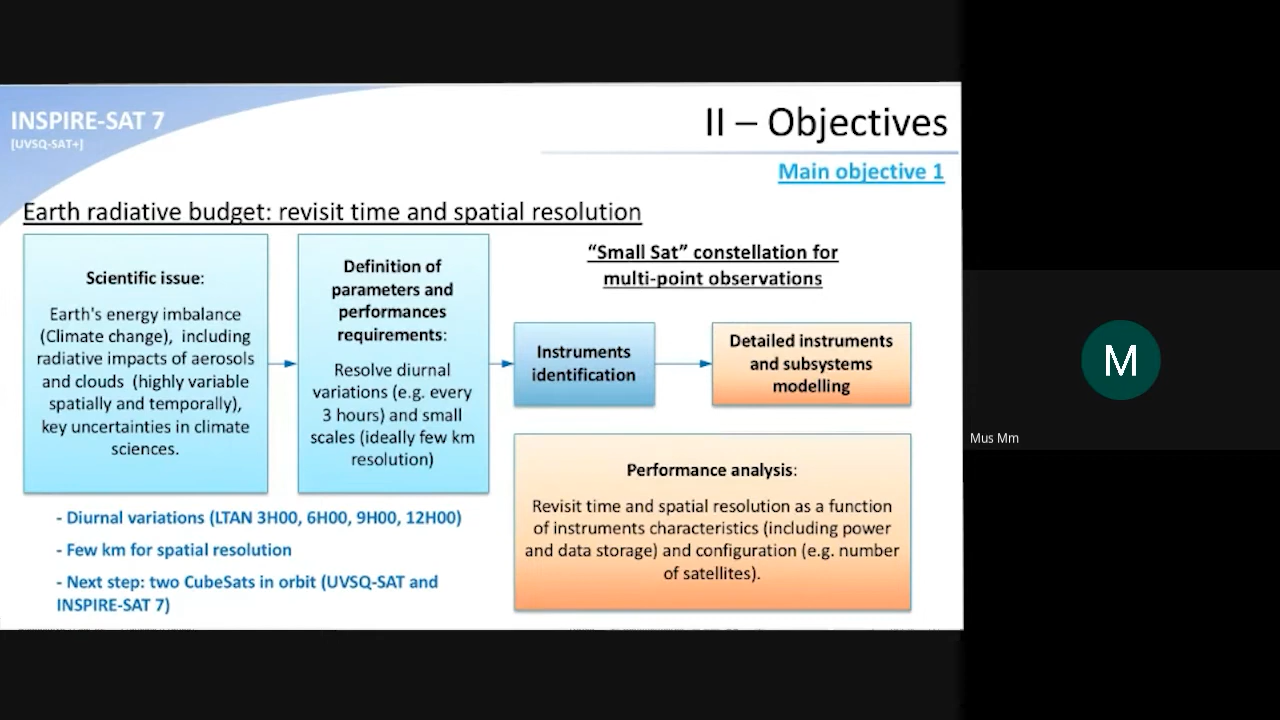 INSPIRE-SAT 7
[UVSQ-SAT+]
II – Objectives
Main objective 1
Earth radiative budget: revisit time and spatial resolution
Scientific issue:
Earth's energy imbalance
(Climate change), including
radiative impacts of aerosols
and clouds (highly variable
spatially and temporally),
key uncertainties in climate
sciences.
Definition of
parameters and
performances
requirements:
Resolve diurnal
variations (e.g. every
3 hours) and small
scales (ideally few km
resolution)
“Small Sat” constellation for
multi-point observations
Instruments
identification
Detailed instruments
and subsystems
modelling
Performance analysis:
Revisit time and spatial resolution as a function
of instruments characteristics (including power
and data storage) and configuration (e.g. number
of satellites).
- Diurnal variations (LTAN 3H00, 6H00, 9H00, 12H00)
- Few km for spatial resolution
- Next step: two CubeSats in orbit (UVSQ-SAT and
INSPIRE-SAT 7)
M
Mus Mm